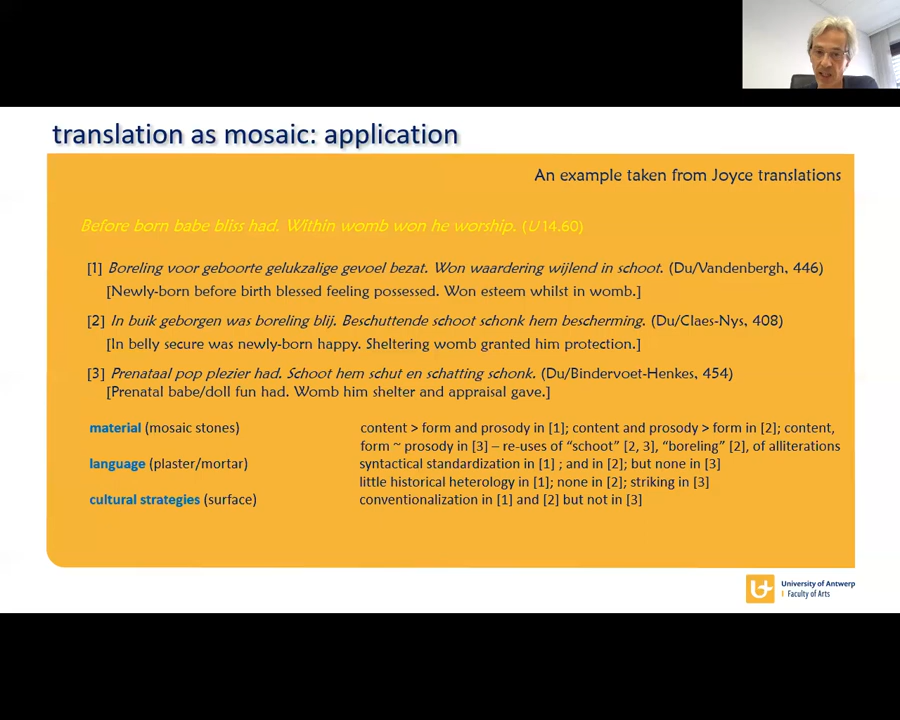 translation as mosaic: application
An example taken from Joyce translations
Before born babe bliss had. Within womb won he worship. (U 14.60)
[1] Boreling voor geboorte gelukzalige gevoel bezat. Won waardering wijlend in schoot. (Du/Vandenbergh, 446)
[Newly-born before birth blessed feeling possessed. Won esteem whilst in womb.]
[2] In buik geborgen was boreling blij. Beschuttende schoot schonk hem bescherming. (Du/Claes-Nys, 408)
[In belly secure was newly-born happy. Sheltering womb granted him protection.]
[3] Prenataal pop plezier had. Schoot hem schut en schatting schonk. (Du/Bindervoet-Henkes, 454)
[Prenatal babe/doll fun had. Womb him shelter and appraisal gave.]
material (mosaic stones) content > form and prosody in [1]; content and prosody > form in [2]; content,
form ~ prosody in [3] – re-uses of “schoot” [2, 3], “boreling” [2], of alliterations
language (plaster/mortar) syntactical standardization in [1] ; and in [2]; but none in [3]
little historical heterology in [1]; none in [2]; striking in [3]
cultural strategies (surface) conventionalization in [1] and [2] but not in [3]
University of Antwerp
Faculty of Arts